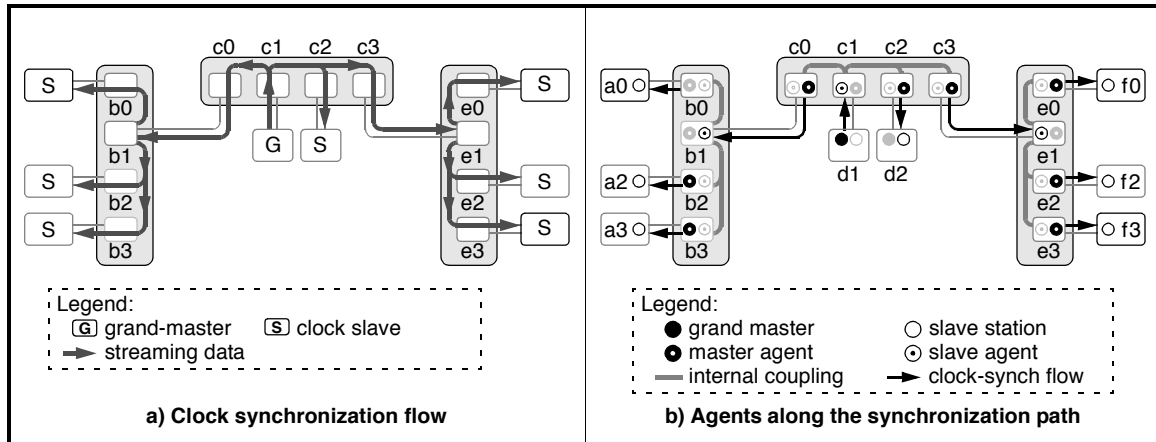 c0 c1 c2 c3
S S
b0 e0
G S
b1 e1
S S
b2 e2
S S
b3 e3
Legend:
G grand-master S clock slave
streaming data
a) Clock synchronization flow
c0 c1 c2 c3
a0 f0
b0 e0
b1 d1 d2 e1
a2 f2
b2 e2
a3 f3
b3 e3
Legend:
grand master slave station
master agent slave agent
internal coupling clock-synch flow
b) Agents along the synchronization path